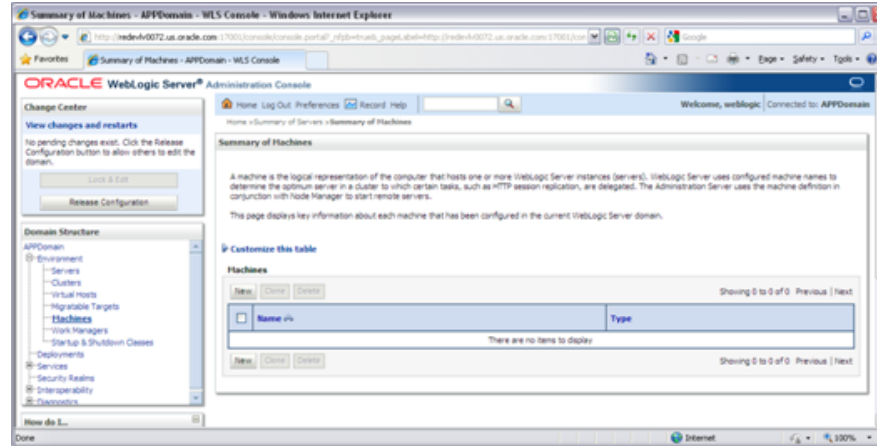 Summary of Machines - APPDomain - WLS Console - Windows Internet Explorer
Google
Favorites Summary of Machines - APPDomain - WLS Console Page Safety Tools
ORACLE WebLogic Server® Administration Console
Change Center
View changes and restarts
No pending changes exist. Click the Release
Configuration button to allow others to edit the
domain.
Lock & Edit
Release Configuration
Domain Structure
APPDomain
Environment
Servers
Clusters
Virtual Hosts
Migratable Targets
Machines
Work Managers
Startup & Shutdown Classes
Deployments
Services
Security Realms
Interoperability
Diagnostics
How do I...
Home Log Out Preferences Record Help
Welcome, weblogic Connected to: APPDomain
Home >Summary of Servers >Summary of Machines
Summary of Machines
A machine is the logical representation of the computer that hosts one or more WebLogic Server instances (servers). WebLogic Server uses configured machine names to
determine the optimum server in a cluster to which certain tasks, such as HTTP session replication, are delegated. The Administration Server uses the machine definition in
conjunction with Node Manager to start remote servers.
This page displays key information about each machine that has been configured in the current WebLogic Server domain.
Customize this table
Machines
New Clone Delete Showing 0 to 0 of 0 Previous | Next
Name Type
There are no items to display
New Clone Delete Showing 0 to 0 of 0 Previous | Next
Done Internet 100%